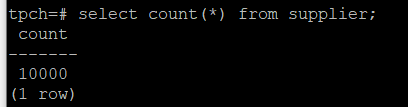 tpch=# select count(*) from supplier;
count
-------
10000
(1 row)